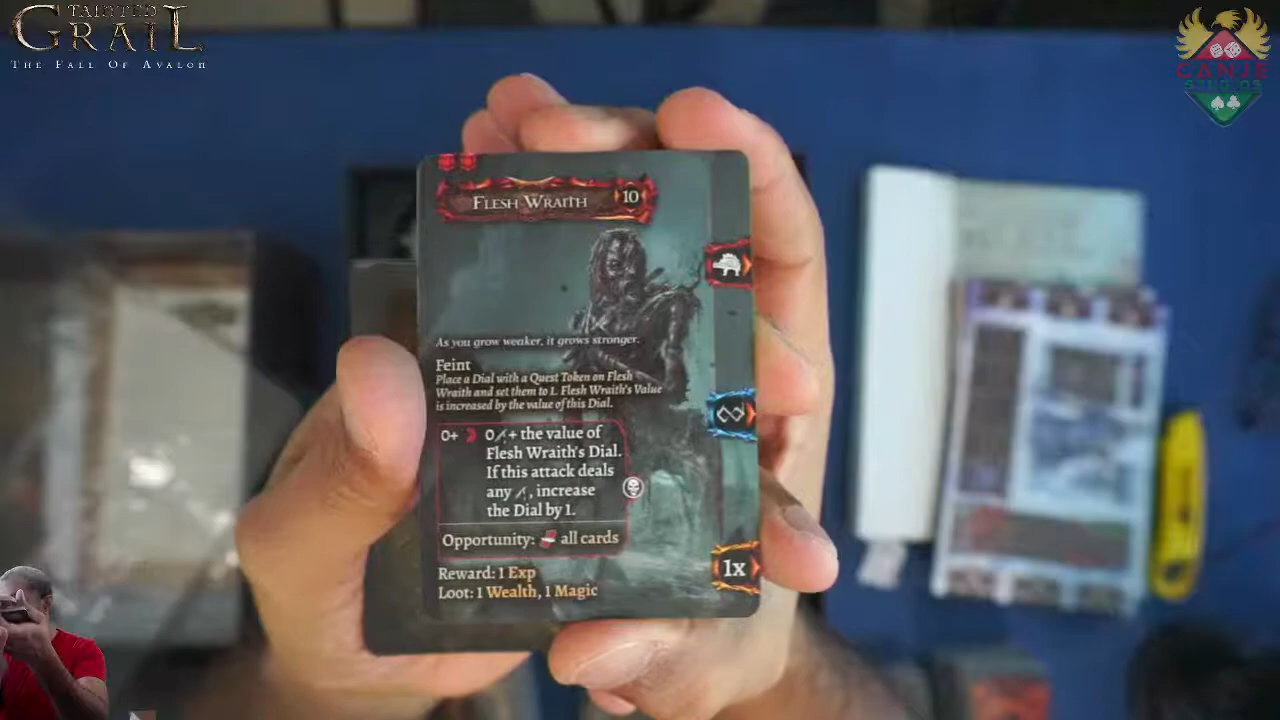 TAINTED
GRAIL
THE FALL OF AVALON
CANJE
STUDIOS
FLESH WRAITH 10
As you grow weaker, it grows stronger.
Feint
Place a Dial with a Quest Token on Flesh
Wraith and set them to 1. Flesh Wraith's Value
is increased by the value of this Dial.
0+ 0 + the value of
Flesh Wraith's Dial.
If this attack deals
any , increase
the Dial by 1.
Opportunity: all cards
Reward: 1 Exp
Loot: 1 Wealth, 1 Magic
1x